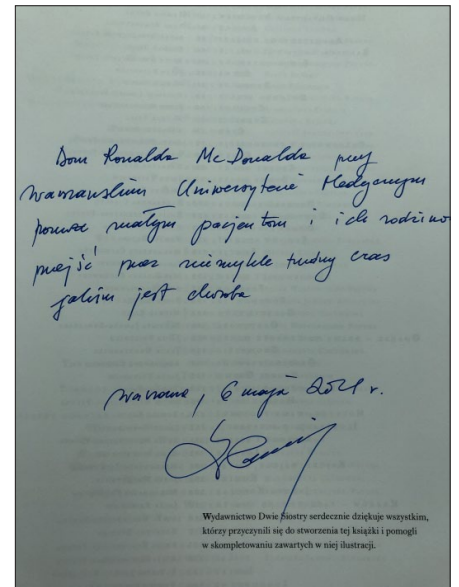 Dom Ronalda McDonalda przy
Warszawskim Uniwersytecie Medycznym
pomaga małym pacjentom i ich rodzinom
przejść przez niezwykle trudny czas
jakim jest choroba
Warszawa, 6 maja 2021 r.
Wydawnictwo Dwie Siostry serdecznie dziękuje wszystkim,
którzy przyczynili się do stworzenia tej książki i pomogli
w skompletowaniu zawartych w niej ilustracji.